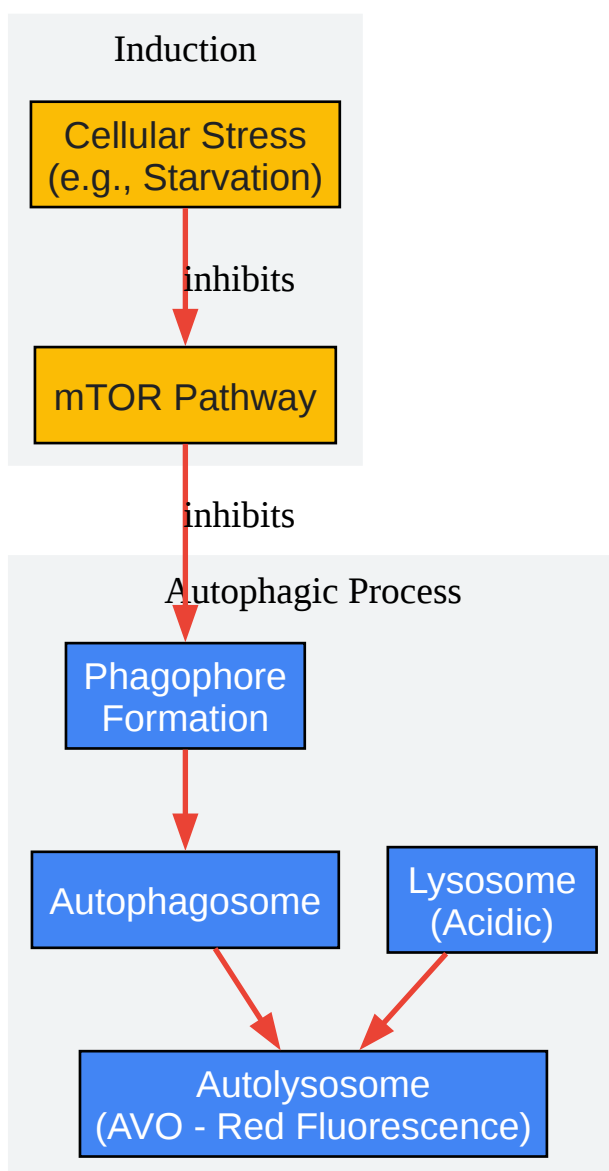 Induction
Cellular Stress
(e.g., Starvation)
inhibits
mTOR Pathway
inhibits
Autophagic Process
Phagophore
Formation
Autophagosome
Lysosome
(Acidic)
Autolysosome
(AVO - Red Fluorescence)